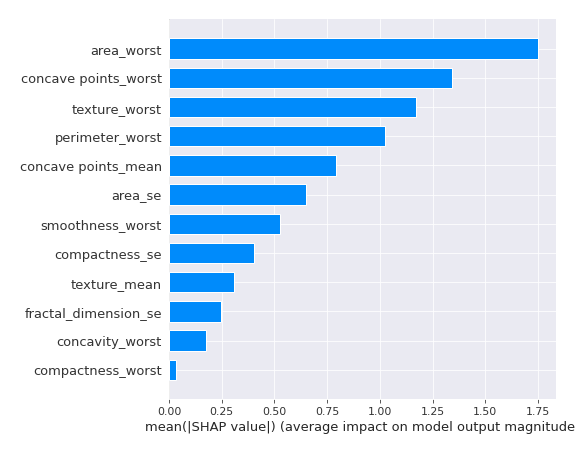 area_worst
concave points_worst
texture_worst
perimeter_worst
concave points_mean
area_se
smoothness_worst
compactness_se
texture_mean
fractal_dimension_se
concavity_worst
compactness_worst
0.00 0.25 0.50 0.75 1.00 1.25 1.50 1.75
mean(|SHAP value|) (average impact on model output magnitude